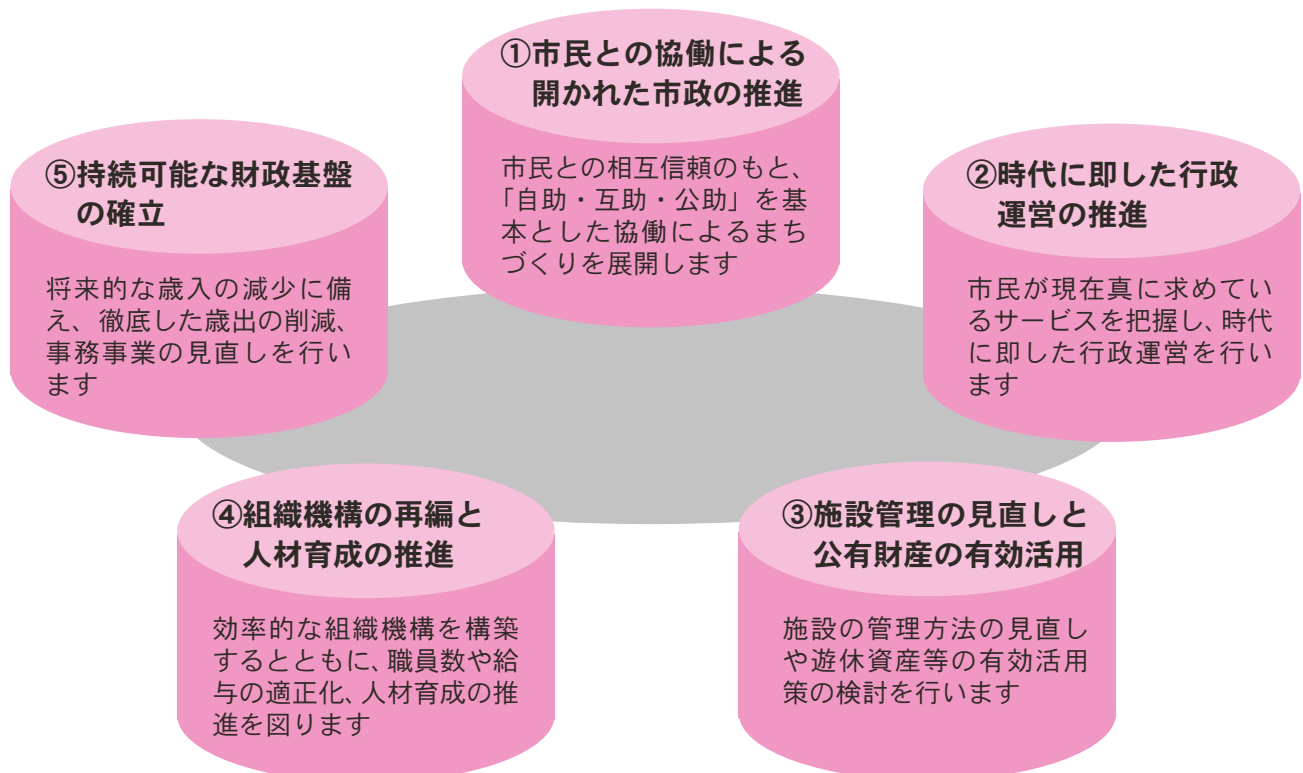 ①市民との協働による
開かれた市政の推進
市民との相互信頼のもと、
「自助・互助・公助」を基
本とした協働によるまち
づくりを展開します
②時代に即した行政
運営の推進
市民が現在真に求めてい
るサービスを把握し、時代
に即した行政運営を行い
ます
③施設管理の見直しと
公有財産の有効活用
施設の管理方法の見直し
や遊休資産等の有効活用
策の検討を行います
④組織機構の再編と
人材育成の推進
効率的な組織機構を構築
するとともに、職員数や給
与の適正化、人材育成の推
進を図ります
⑤持続可能な財政基盤
の確立
将来的な歳入の減少に備
え、徹底した歳出の削減、
事務事業の見直しを行い
ます